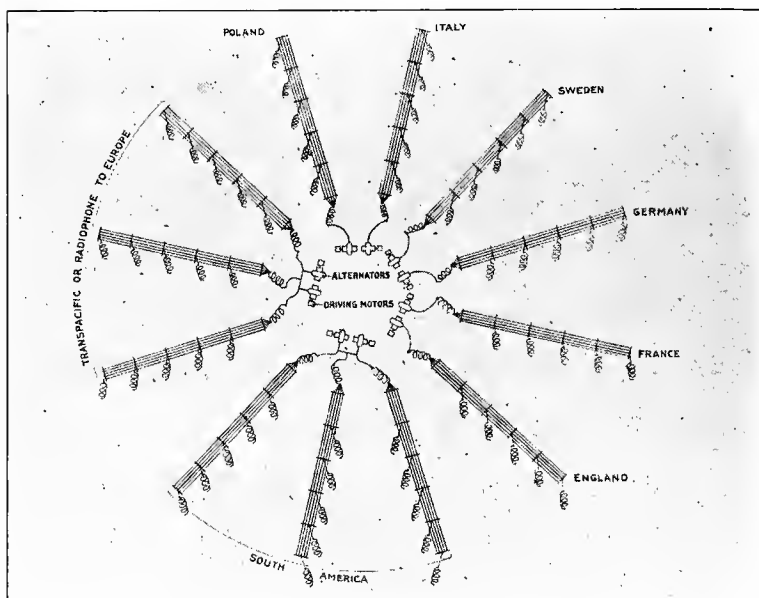 POLAND
ITALY
SWEDEN
TRANSPACIFIC OR RADIOPHONE TO EUROPE
GERMANY
ALTERNATORS
DRIVING MOTORS
FRANCE
ENGLAND
SOUTH AMERICA